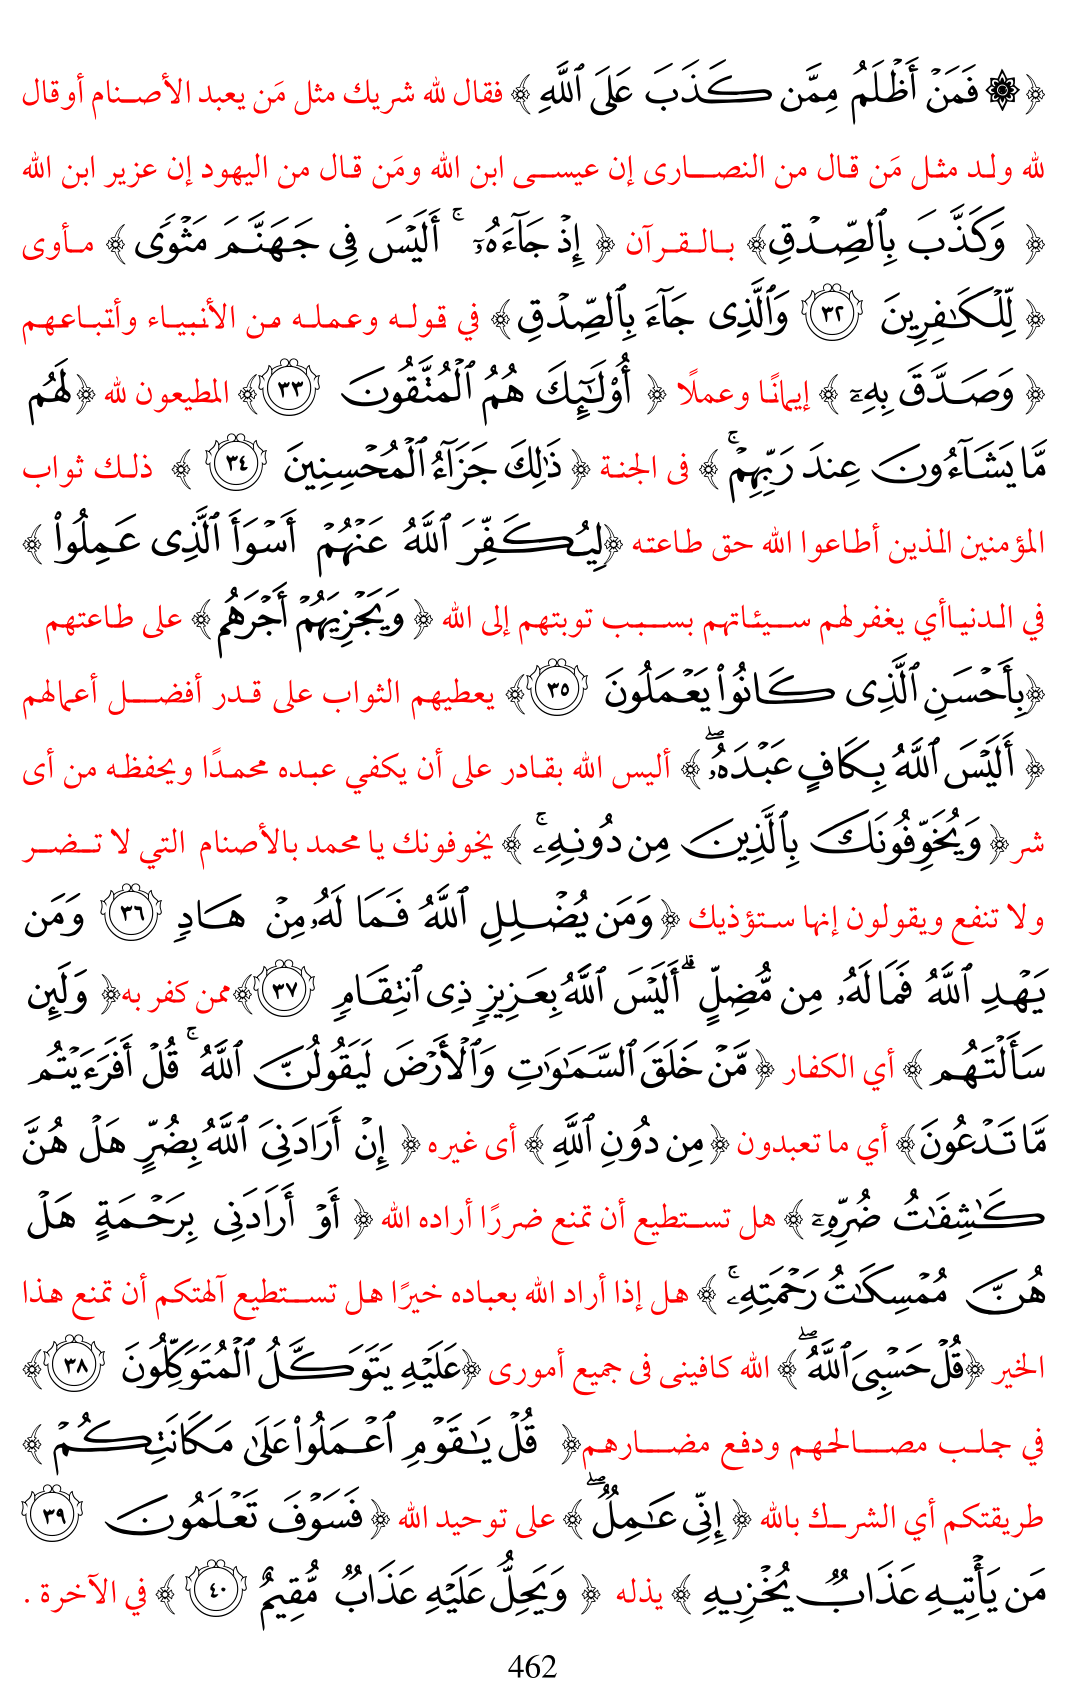 ﴿ ۞ فَمَنْ أَظْلَمُ مِمَّن كَذَبَ عَلَى ٱللَّهِ ﴾ فقال لله شريك مثل مَن يعبد الأصنام أوقال
لله ولد مثل مَن قال من النصارى إن عيسى ابن الله ومَن قال من اليهود إن عزير ابن الله
﴿ وَكَذَّبَ بِٱلصِّدْقِ﴾ بالقرآن ﴿ إِذْ جَآءَهُۥٓ ۚ أَلَيْسَ فِى جَهَنَّمَ مَثْوًى ﴾ مأوى
﴿ لِّلْكَـٰفِرِينَ ٣٢ وَٱلَّذِى جَآءَ بِٱلصِّدْقِ﴾ في قوله وعمله من الأنبياء وأتباعهم
﴿ وَصَدَّقَ بِهِۦٓ ﴾ إيمانًا وعملًا ﴿ أُو۟لَـٰٓئِكَ هُمُ ٱلْمُتَّقُونَ ٣٣﴾ المطيعون لله ﴿لَهُم
مَّا يَشَآءُونَ عِندَ رَبِّهِمْ ۚ ﴾ فى الجنة ﴿ ذَٰلِكَ جَزَآءُ ٱلْمُحْسِنِينَ ٣٤ ﴾ ذلك ثواب
المؤمنين الذين أطاعوا الله حق طاعته ﴿لِيُكَفِّرَ ٱللَّهُ عَنْهُمْ أَسْوَأَ ٱلَّذِى عَمِلُوا۟ ﴾
في الدنياأي يغفرلهم سيئاتهم بسبب توبتهم إلى الله ﴿ وَيَجْزِيَهُمْ أَجْرَهُم ﴾ على طاعتهم
﴿بِأَحْسَنِ ٱلَّذِى كَانُوا۟ يَعْمَلُونَ ٣٥﴾ يعطيهم الثواب على قدر أفضل أعمالهم
﴿ أَلَيْسَ ٱللَّهُ بِكَافٍ عَبْدَهُۥ ۖ ﴾ أليس الله بقادر على أن يكفي عبده محمدًا ويحفظه من أى
شر﴿ وَيُخَوِّفُونَكَ بِٱلَّذِينَ مِن دُونِهِۦ ۚ ﴾ يخوفونك يا محمد بالأصنام التي لا تضر
ولا تنفع ويقولون إنها ستؤذيك ﴿ وَمَن يُضْلِلِ ٱللَّهُ فَمَا لَهُۥ مِنْ هَادٍ ٣٦ وَمَن
يَهْدِ ٱللَّهُ فَمَا لَهُۥ مِن مُّضِلٍّ ۗ أَلَيْسَ ٱللَّهُ بِعَزِيزٍ ذِى ٱنتِقَامٍ ٣٧ ﴾ممن كفر به﴿ وَلَئِن
سَأَلْتَهُم ﴾ أي الكفار ﴿ مَّنْ خَلَقَ ٱلسَّمَـٰوَٰتِ وَٱلْأَرْضَ لَيَقُولُنَّ ٱللَّهُ ۚ قُلْ أَفَرَءَيْتُم
مَّا تَدْعُونَ﴾ أي ما تعبدون ﴿مِن دُونِ ٱللَّهِ ﴾ أى غيره ﴿ إِنْ أَرَادَنِىَ ٱللَّهُ بِضُرٍّ هَلْ هُنَّ
كَـٰشِفَـٰتُ ضُرِّهِۦٓ ﴾ هل تستطيع أن تمنع ضررًا أراده الله ﴿ أَوْ أَرَادَنِى بِرَحْمَةٍ هَلْ
هُنَّ مُمْسِكَـٰتُ رَحْمَتِهِۦ ۚ ﴾ هل إذا أراد الله بعباده خيرًا هل تستطيع آلهتكم أن تمنع هذا
الخير ﴿قُلْ حَسْبِىَ ٱللَّهُ ۖ ﴾ الله كافينى فى جميع أمورى ﴿عَلَيْهِ يَتَوَكَّلُ ٱلْمُتَوَكِّلُونَ ٣٨﴾
في جلب مصالحهم ودفع مضارهم﴿ قُلْ يَـٰقَوْمِ ٱعْمَلُوا۟ عَلَىٰ مَكَانَتِكُمْ ﴾
طريقتكم أي الشرك بالله ﴿ إِنِّى عَـٰمِلٌ ۖ ﴾ على توحيد الله ﴿ فَسَوْفَ تَعْلَمُونَ ٣٩
مَن يَأْتِيهِ عَذَابٌ يُخْزِيهِ ﴾ يذله ﴿ وَيَحِلُّ عَلَيْهِ عَذَابٌ مُّقِيمٌ ٤٠ ﴾ في الآخرة .
462